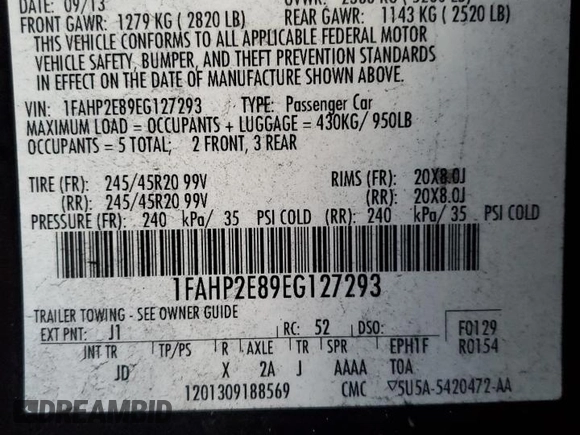 DATE: 09/13
FRONT GAWR: 1279 KG ( 2820 LB) REAR GAWR: 1143 KG ( 2520 LB)
THIS VEHICLE CONFORMS TO ALL APPLICABLE FEDERAL MOTOR
VEHICLE SAFETY, BUMPER, AND THEFT PREVENTION STANDARDS
IN EFFECT ON THE DATE OF MANUFACTURE SHOWN ABOVE.
VIN: 1FAHP2E89EG127293 TYPE: Passenger Car
MAXIMUM LOAD = OCCUPANTS + LUGGAGE = 430KG/ 950LB
OCCUPANTS = 5 TOTAL; 2 FRONT, 3 REAR
TIRE (FR): 245/45R20 99V RIMS (FR): 20X8.0J
(RR): 245/45R20 99V (RR): 20X8.0J
PRESSURE (FR): 240 kPa/ 35 PSI COLD (RR): 240 kPa/ 35 PSI COLD
1FAHP2E89EG127293
TRAILER TOWING - SEE OWNER GUIDE
EXT PNT: J1 RC: 52 DSO: F0129
INT TR TP/PS R AXLE TR SPR EPH1F R0154
JD X 2A J AAAA TOA
1201309188569 CMC ▽5U5A-5420472-AA
DREAMBID